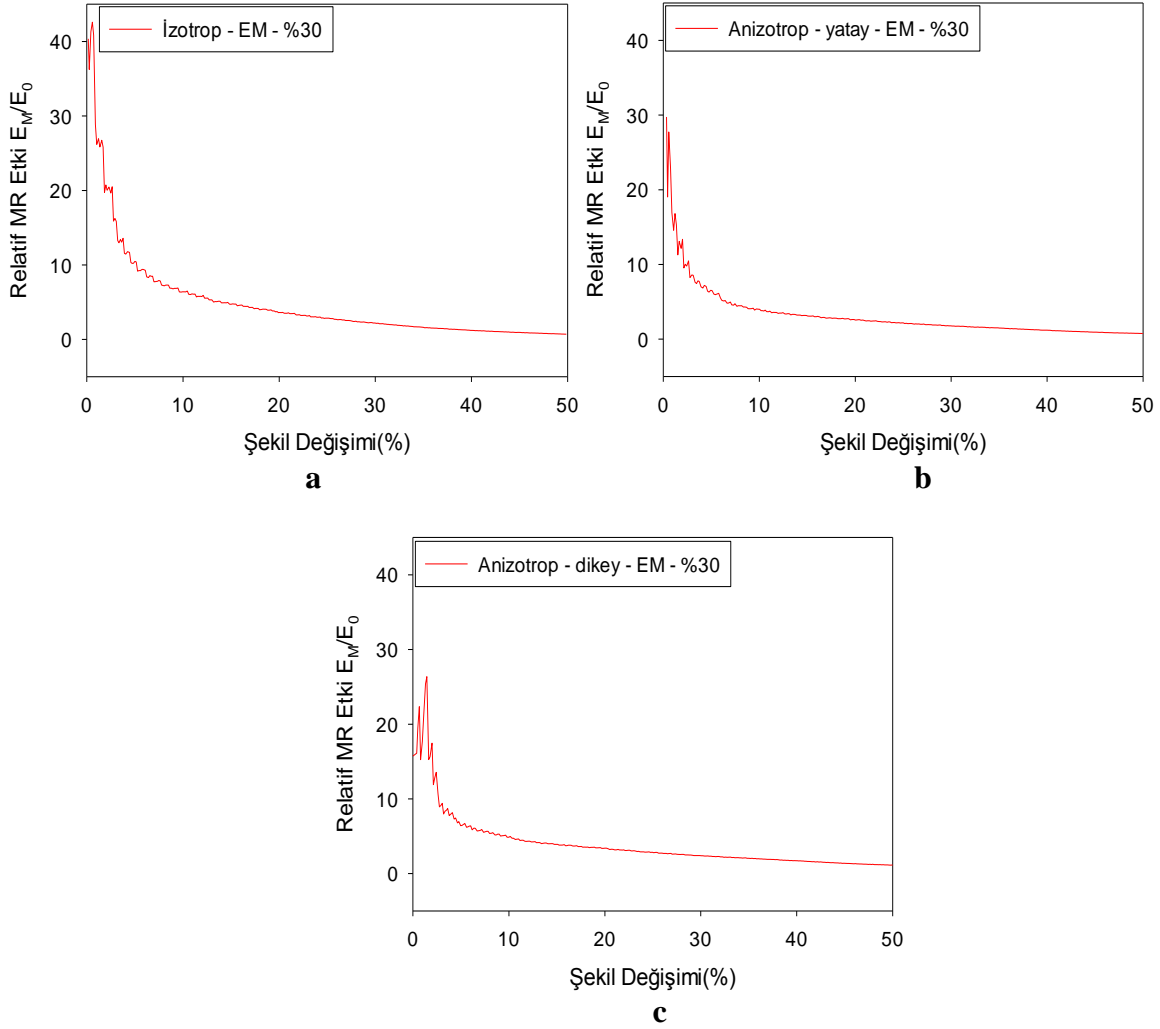 İzotrop - EM - %30
Relatif MR Etki E_M/E_0
40
30
20
10
0
0 10 20 30 40 50
Şekil Değişimi(%)
a
Anizotrop - yatay - EM - %30
Relatif MR Etki E_M/E_0
40
30
20
10
0
0 10 20 30 40 50
Şekil Değişimi(%)
b
Anizotrop - dikey - EM - %30
Relatif MR Etki E_M/E_0
40
30
20
10
0
0 10 20 30 40 50
Şekil Değişimi(%)
c